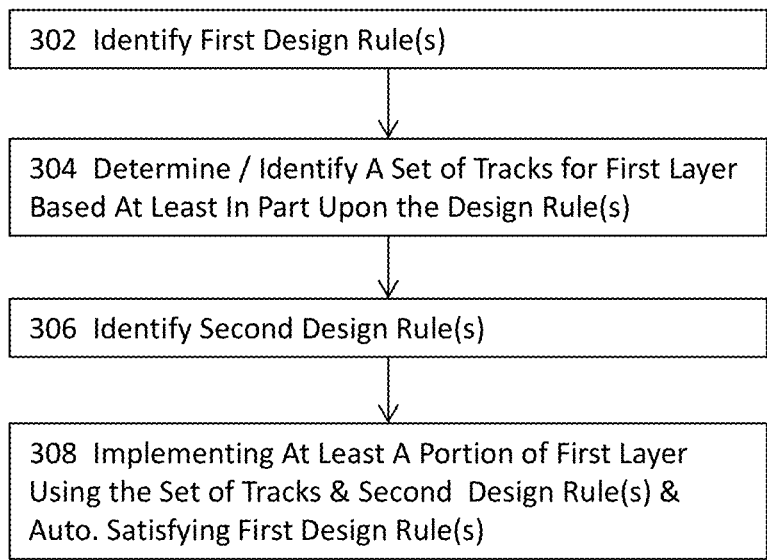 302 Identify First Design Rule(s)
304 Determine / Identify A Set of Tracks for First Layer
Based At Least In Part Upon the Design Rule(s)
306 Identify Second Design Rule(s)
308 Implementing At Least A Portion of First Layer
Using the Set of Tracks & Second Design Rule(s) &
Auto. Satisfying First Design Rule(s)